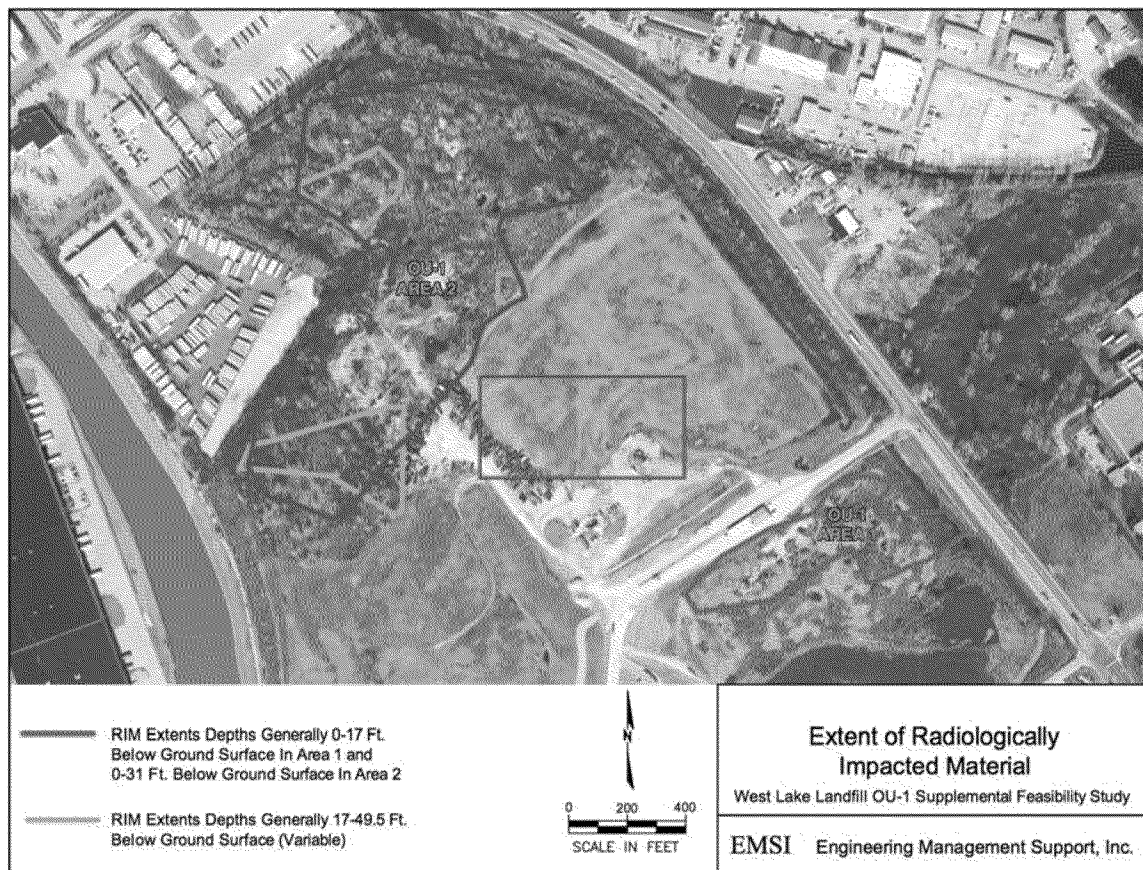 OU-1
AREA 2
OU-1
AREA
RIM Extents Depths Generally 0-17 Ft.
Below Ground Surface In Area 1 and
0-31 Ft. Below Ground Surface In Area 2
RIM Extents Depths Generally 17-49.5 Ft.
Below Ground Surface (Variable)
N
0 200 400
SCALE IN FEET
Extent of Radiologically
Impacted Material
West Lake Landfill OU-1 Supplemental Feasibility Study
EMSI Engineering Management Support, Inc.